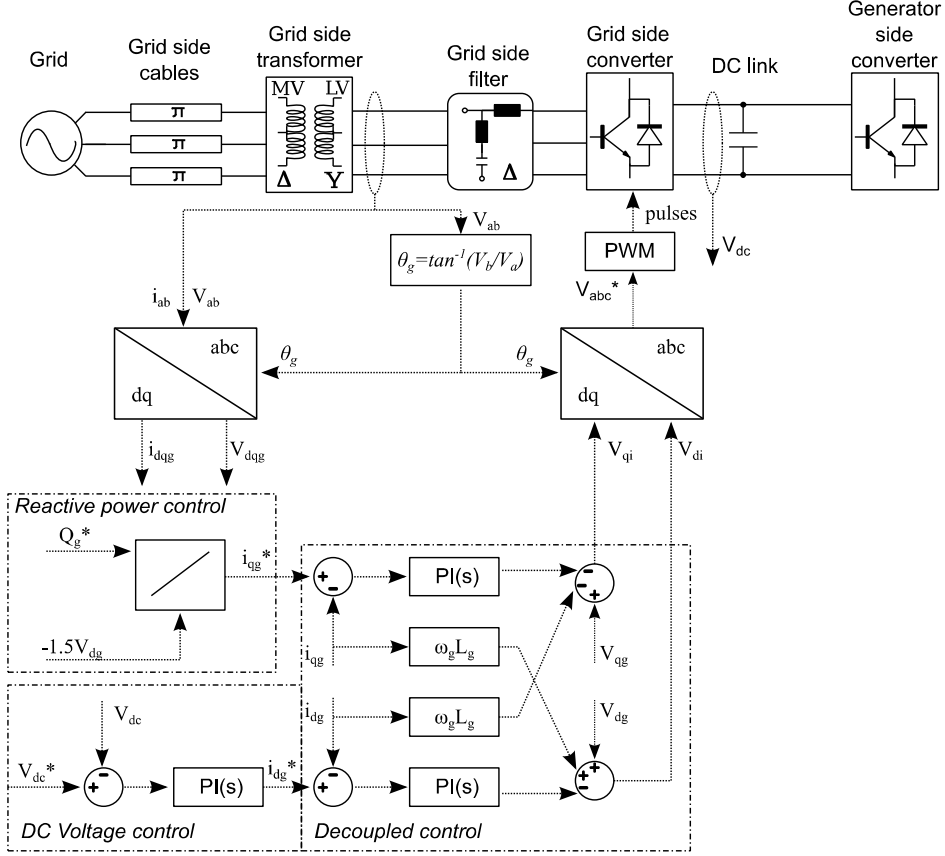 Grid
Grid side
cables
Grid side
transformer
Grid side
filter
Grid side
converter
DC link
Generator
side
converter
MV LV
π
π
π
Δ Y
Δ
pulses
V_ab
V_dc
θ_g=tan⁻¹(V_b/V_a)
PWM
V_abc*
i_ab V_ab
abc
dq
θ_g
θ_g
abc
dq
i_dqg
V_dqg
V_qi
V_di
Reactive power control
Q_g*
i_qg*
-1.5V_dg
+
-
PI(s)
-
-
+
i_qg
ω_gL_g
V_qg
i_dg
ω_gL_g
V_dg
V_dc
V_dc*
+
-
PI(s)
i_dg*
+
-
PI(s)
+
+
-
DC Voltage control
Decoupled control